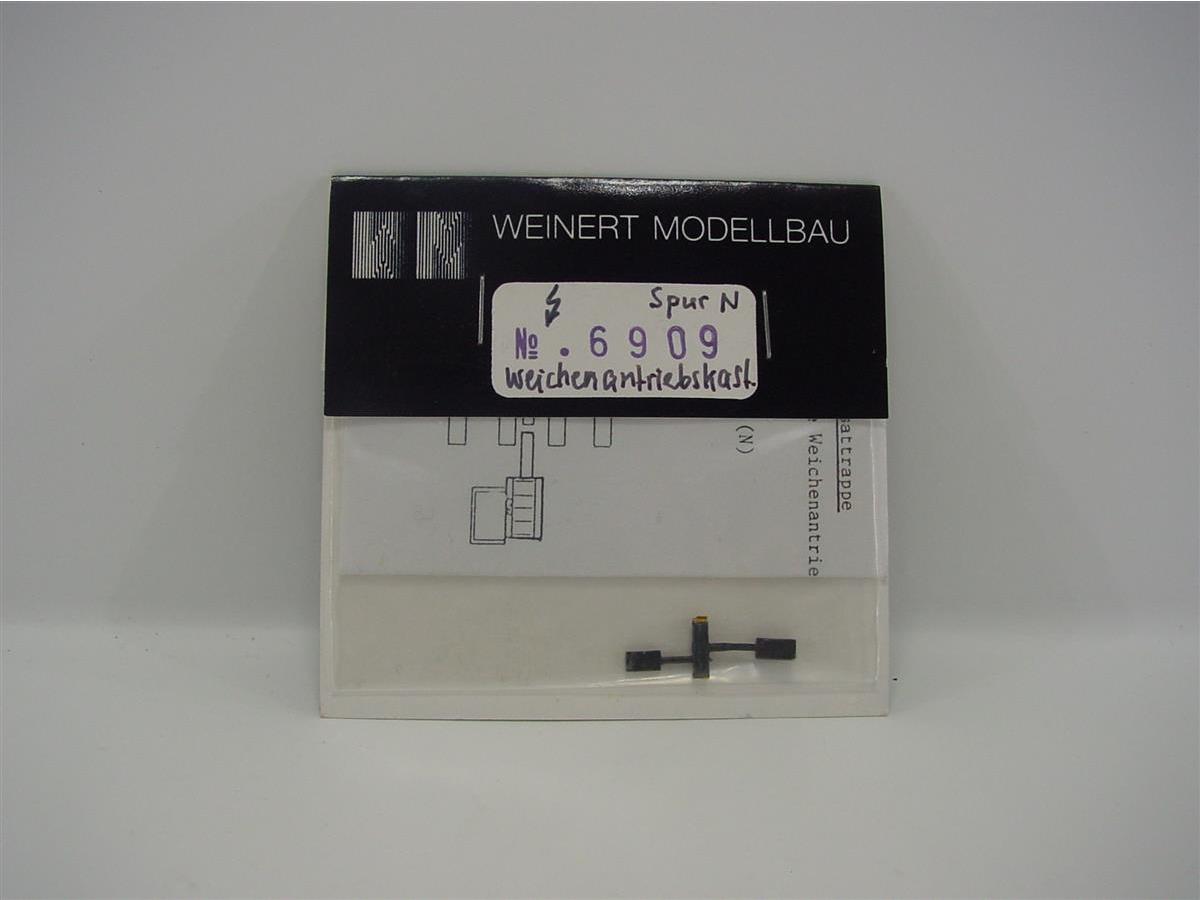 WEINERT MODELLBAU
Spur N
№ . 6909
Weichenantriebskast.
(N)
Weichenantrie